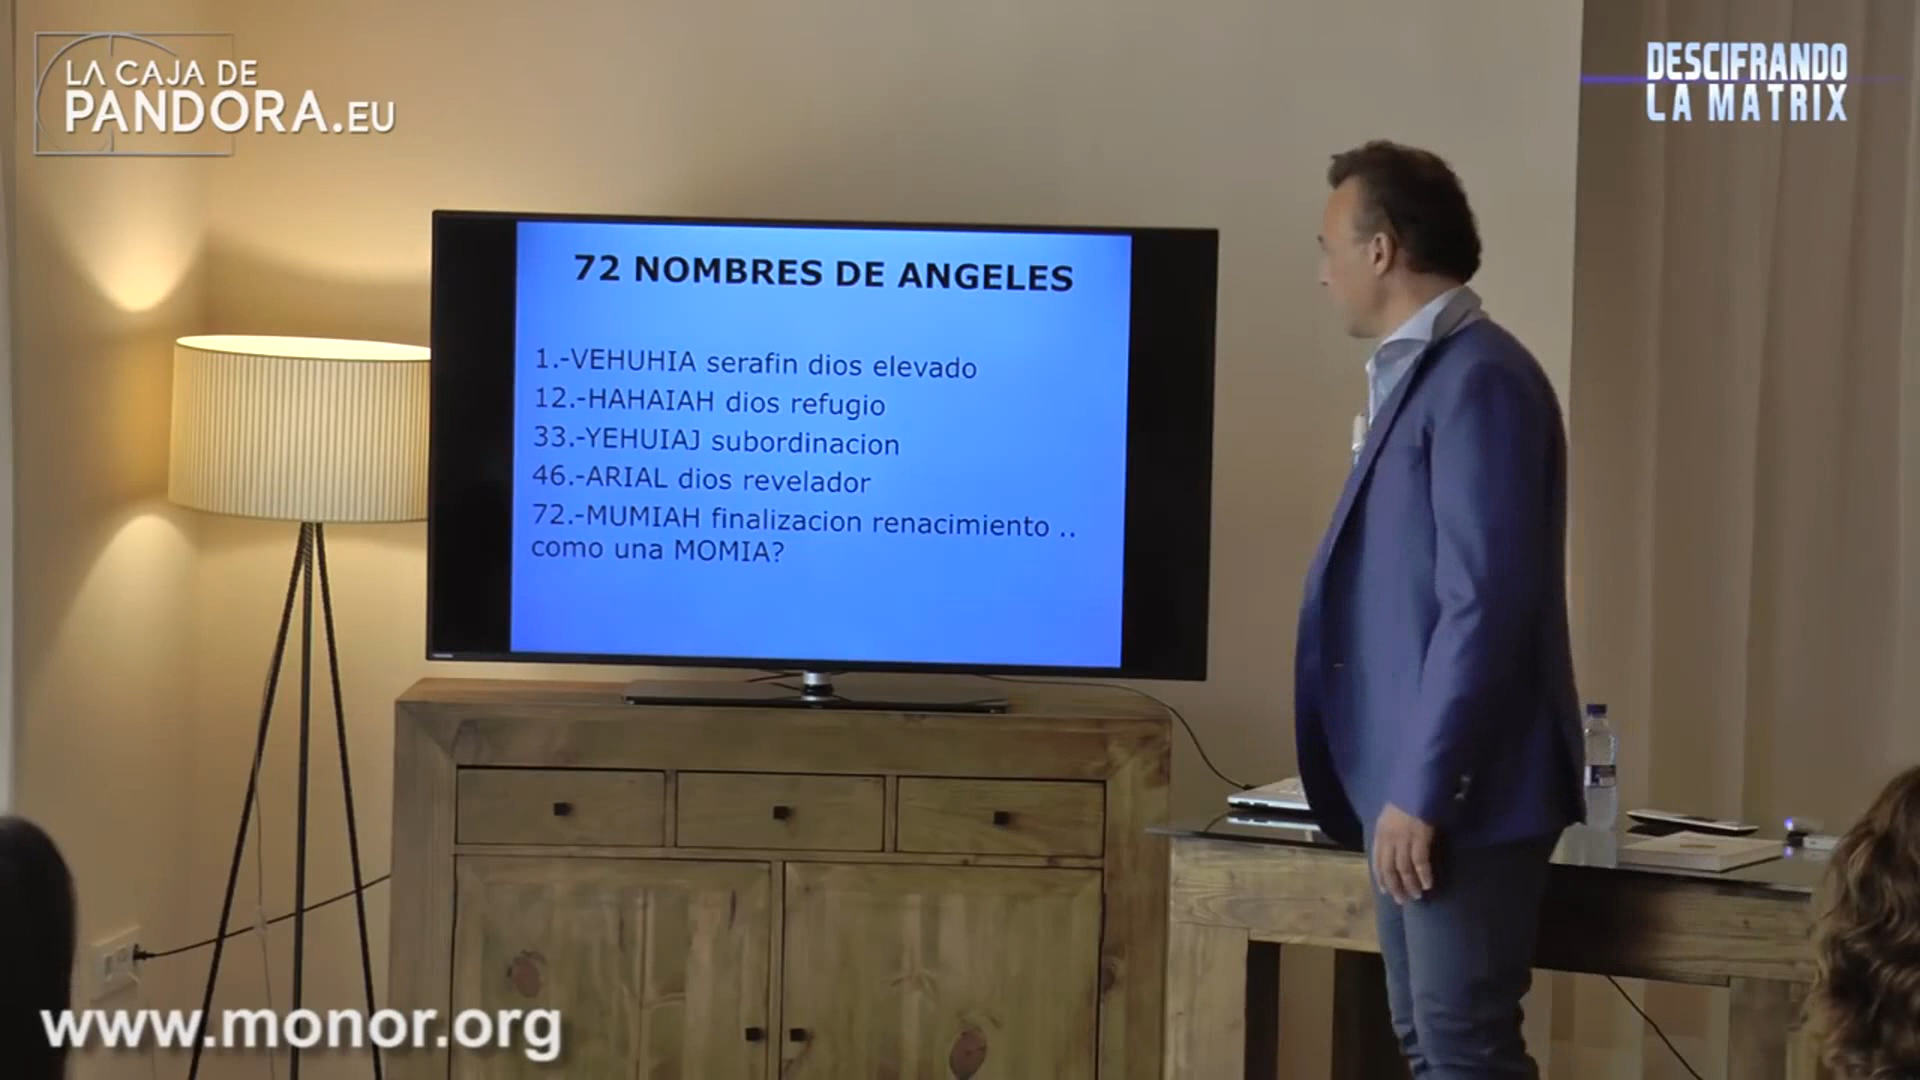 LA CAJA DE
PANDORA.EU
DESCIFRANDO
LA MATRIX
72 NOMBRES DE ANGELES
1.-VEHUHIA serafin dios elevado
12.-HAHAIAH dios refugio
33.-YEHUIAJ subordinacion
46.-ARIAL dios revelador
72.-MUMIAH finalizacion renacimiento ..
como una MOMIA?
www.monor.org